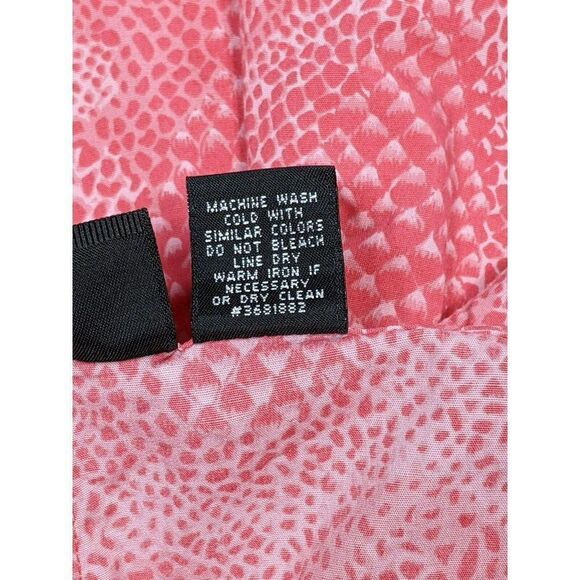 MACHINE WASH
COLD WITH
SIMILAR COLORS
DO NOT BLEACH
LINE DRY
WARM IRON IF
NECESSARY
OR DRY CLEAN
#3681882